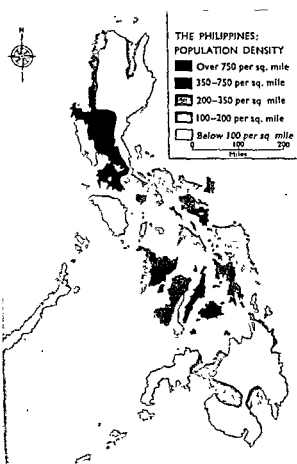 N
THE PHILIPPINES:
POPULATION DENSITY
Over 750 per sq. mile
350-750 per sq. mile
200-350 per sq. mile
100-200 per sq. mile
Below 100 per sq mile
0 100 200
Miles